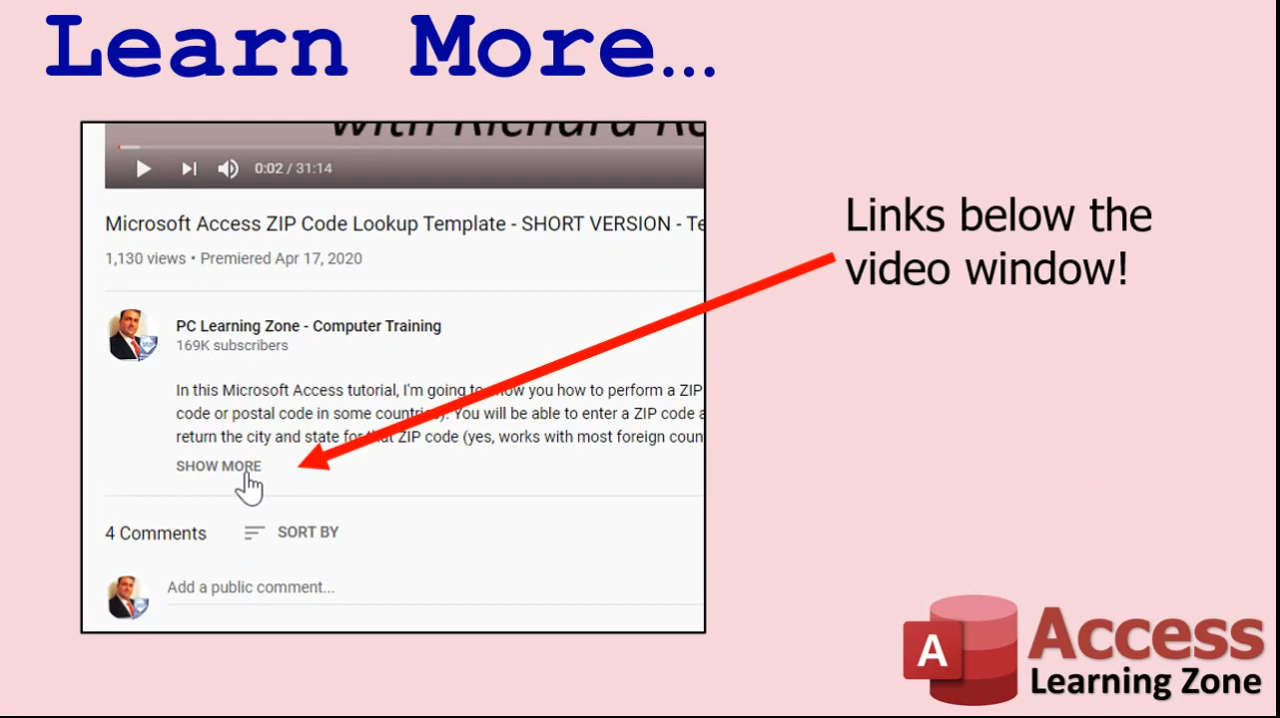 Learn More...
with Richard
0:02 / 31:14
Microsoft Access ZIP Code Lookup Template - SHORT VERSION - Te
1,130 views • Premiered Apr 17, 2020
PC Learning Zone - Computer Training
169K subscribers
In this Microsoft Access tutorial, I'm going to show you how to perform a ZIP
code or postal code in some countries). You will be able to enter a ZIP code a
return the city and state for that ZIP code (yes, works with most foreign coun
SHOW MORE
4 Comments SORT BY
Add a public comment...
Links below the
video window!
A
Access
Learning Zone